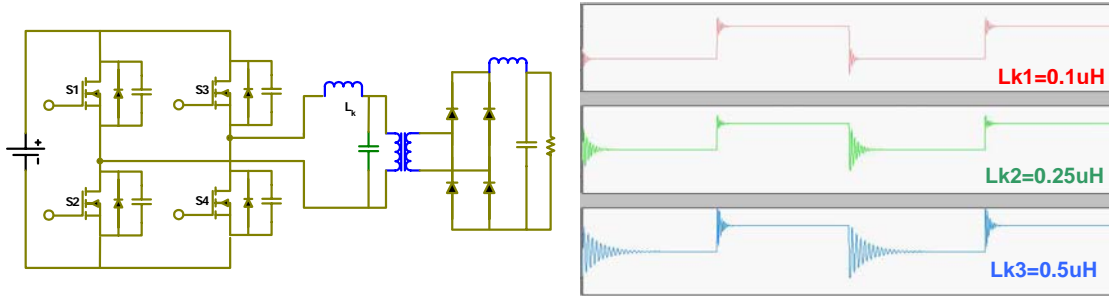 S1
S3
Lk
+
-
S2
S4
Lk1=0.1uH
Lk2=0.25uH
Lk3=0.5uH